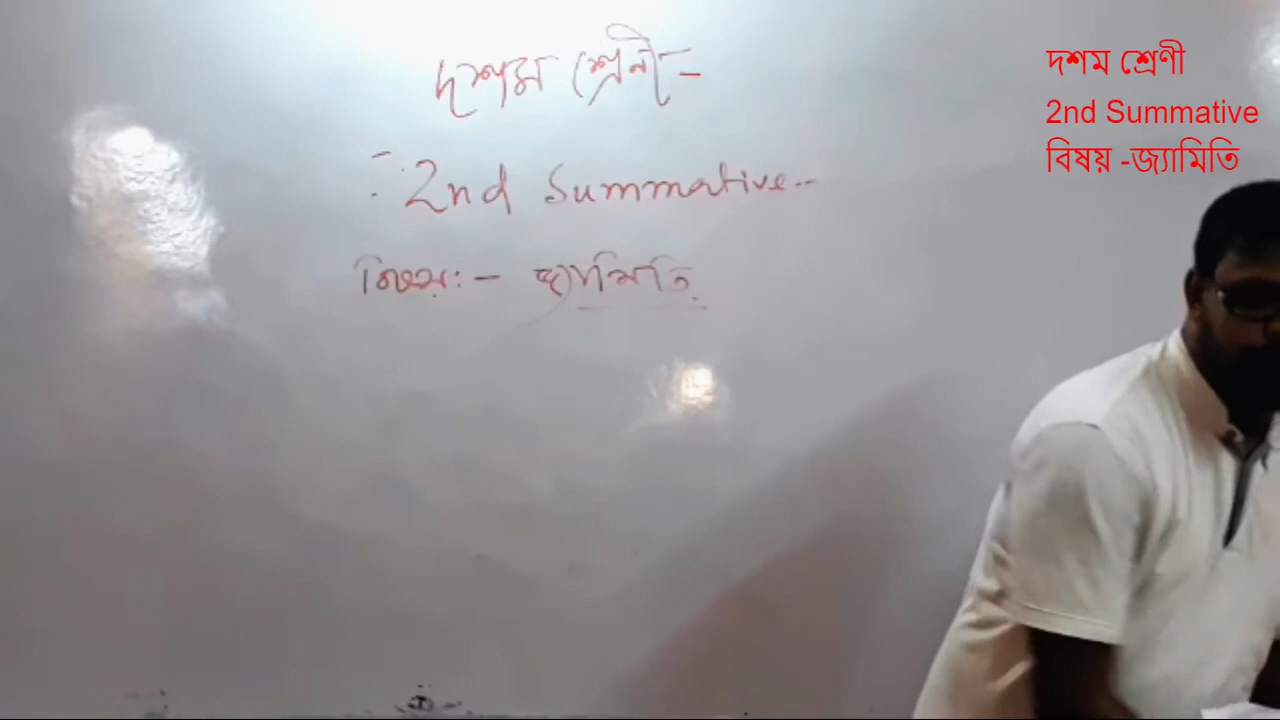 দশম শ্রেনী -
2nd Summative
বিষয়ঃ - জ্যামিতি
দশম শ্রেণী
2nd Summative
বিষয় -জ্যামিতি